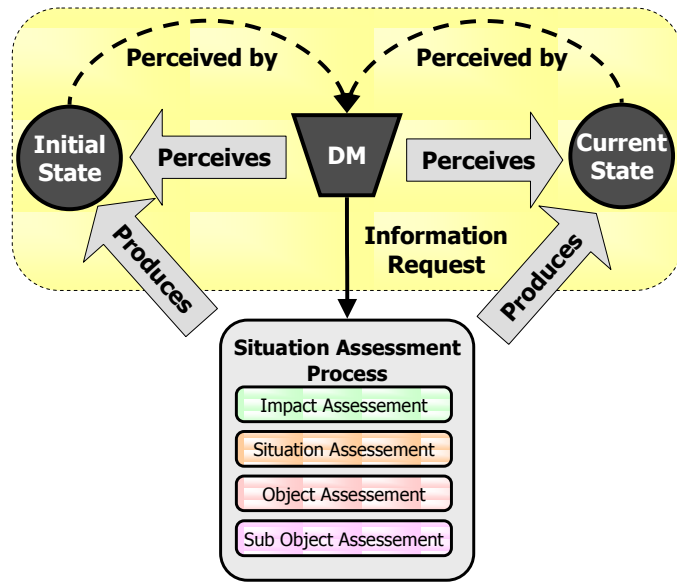 Perceived by
Perceived by
Initial
State
Perceives
DM
Perceives
Current
State
Produces
Information
Request
Produces
Situation Assessment
Process
Impact Assessement
Situation Assessement
Object Assessement
Sub Object Assessement